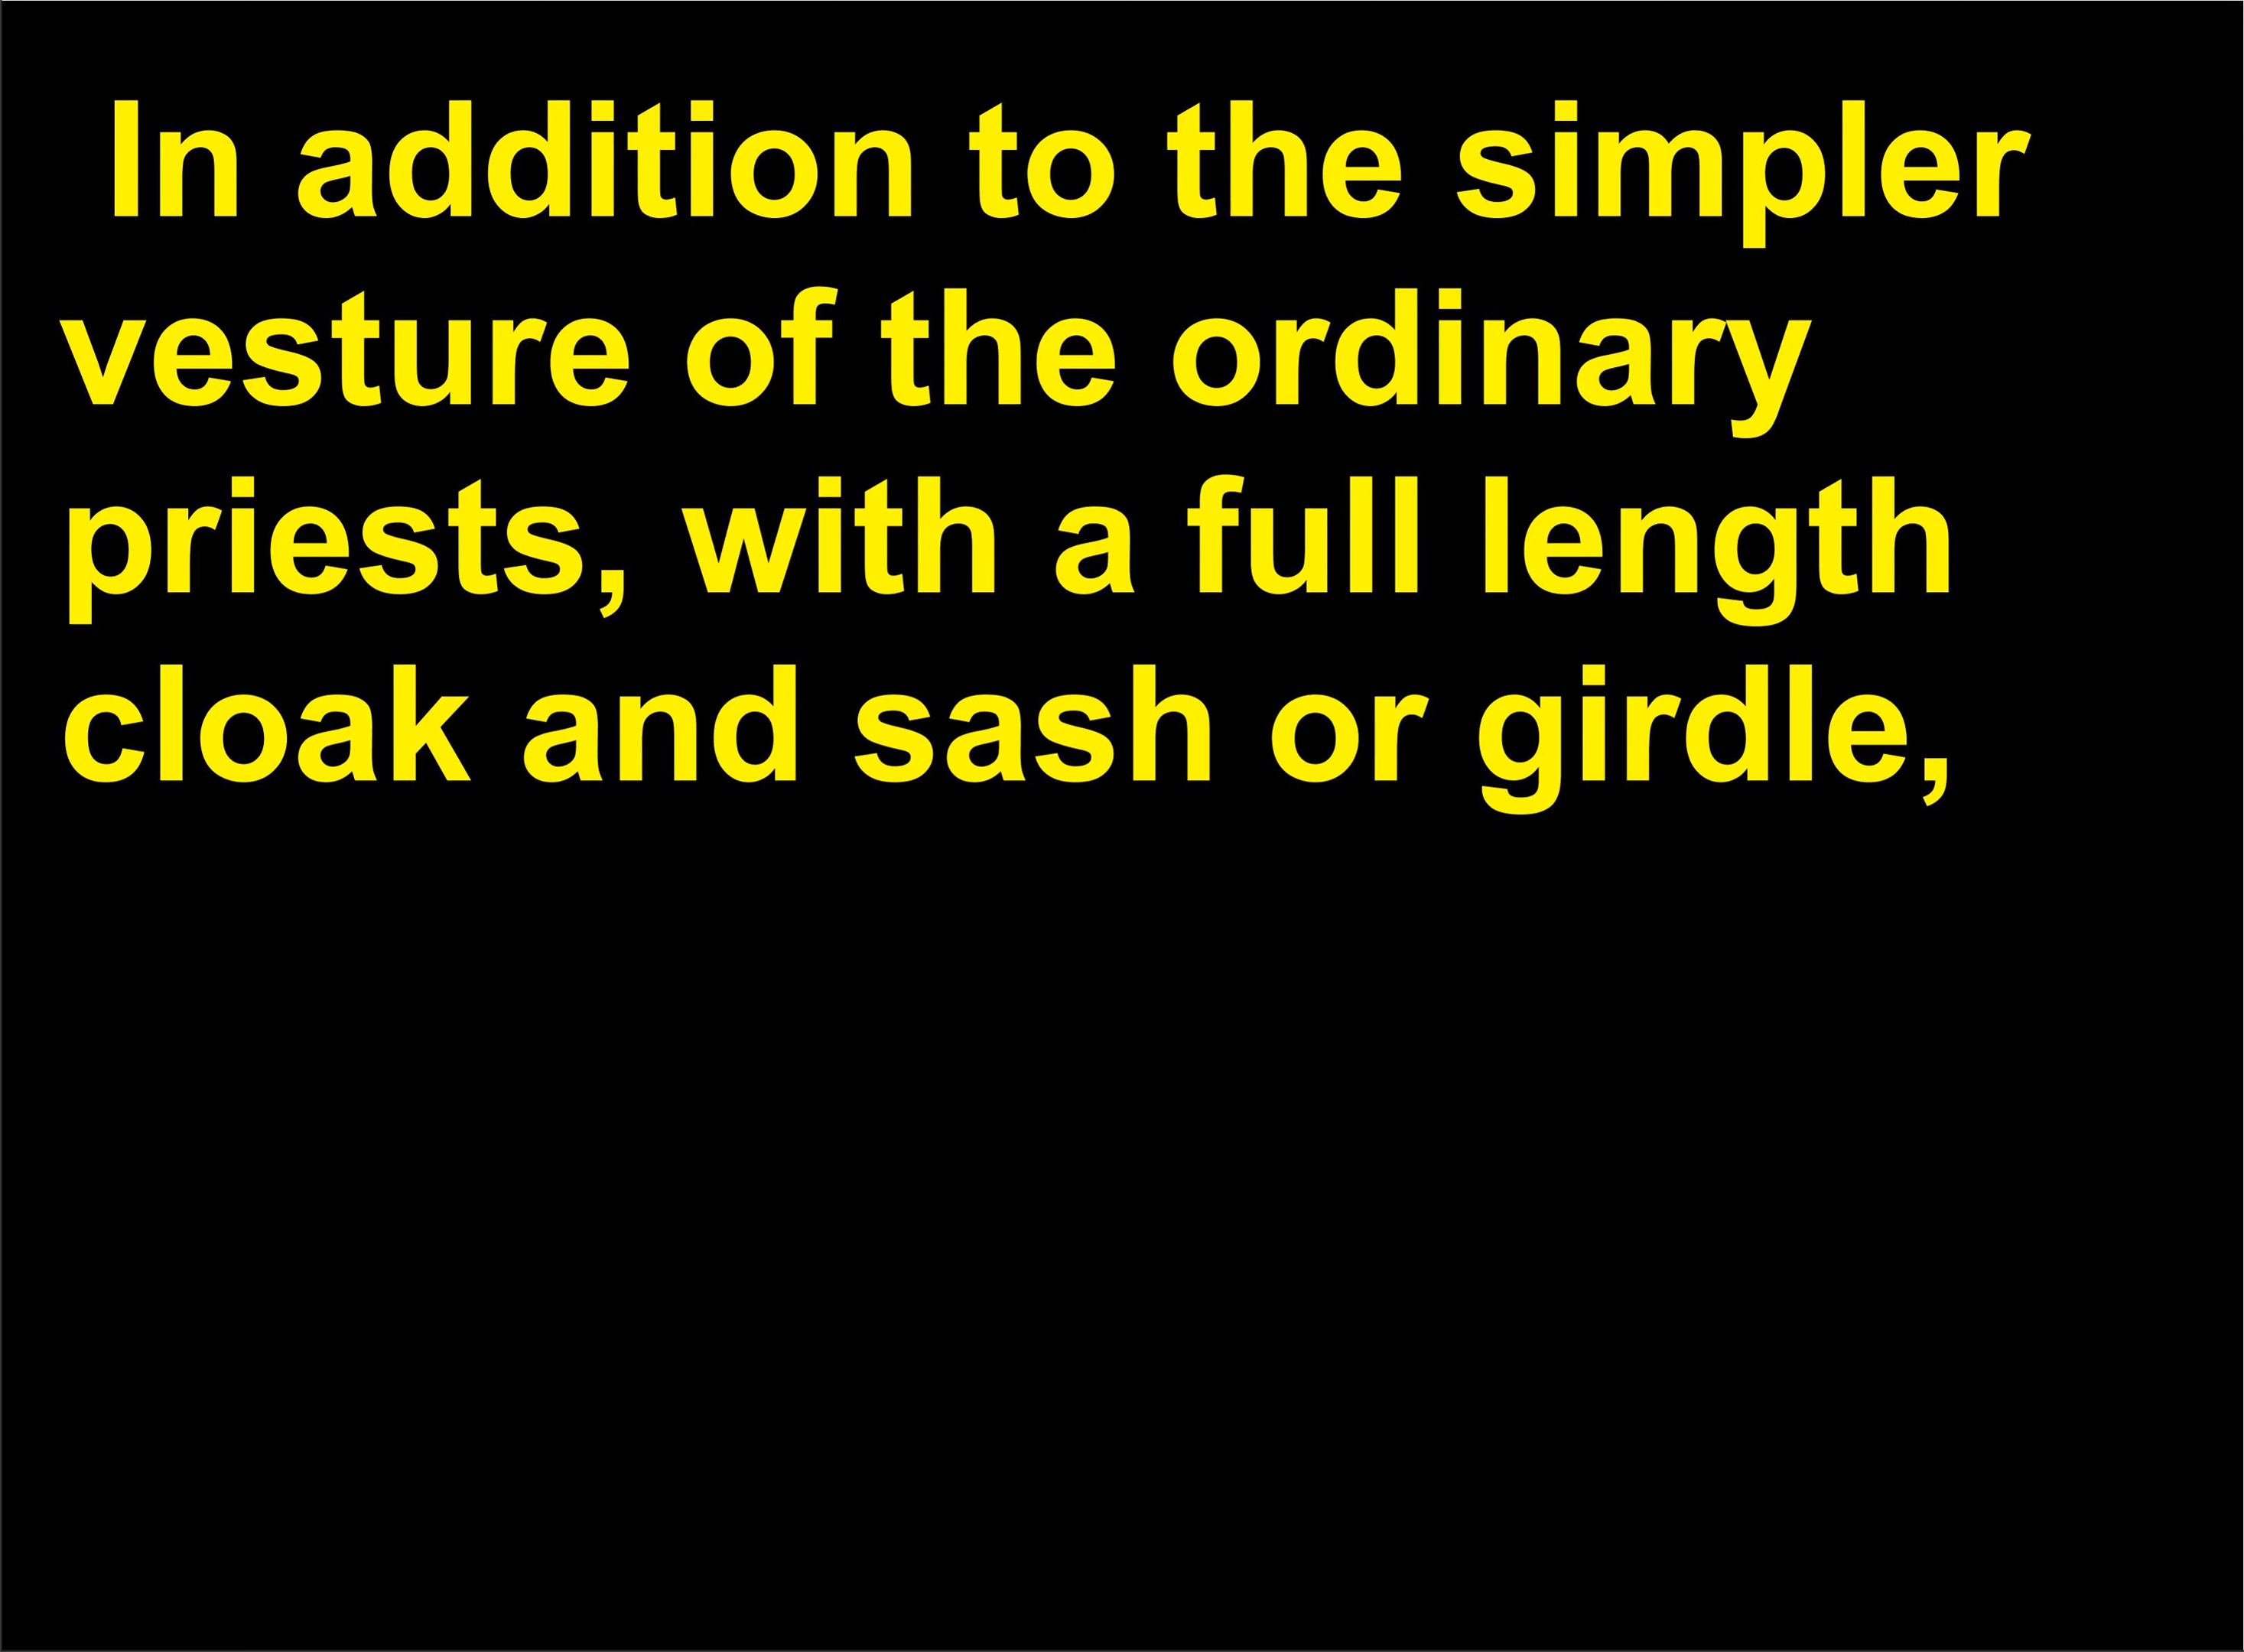 In addition to the simpler
vesture of the ordinary
priests, with a full length
cloak and sash or girdle,